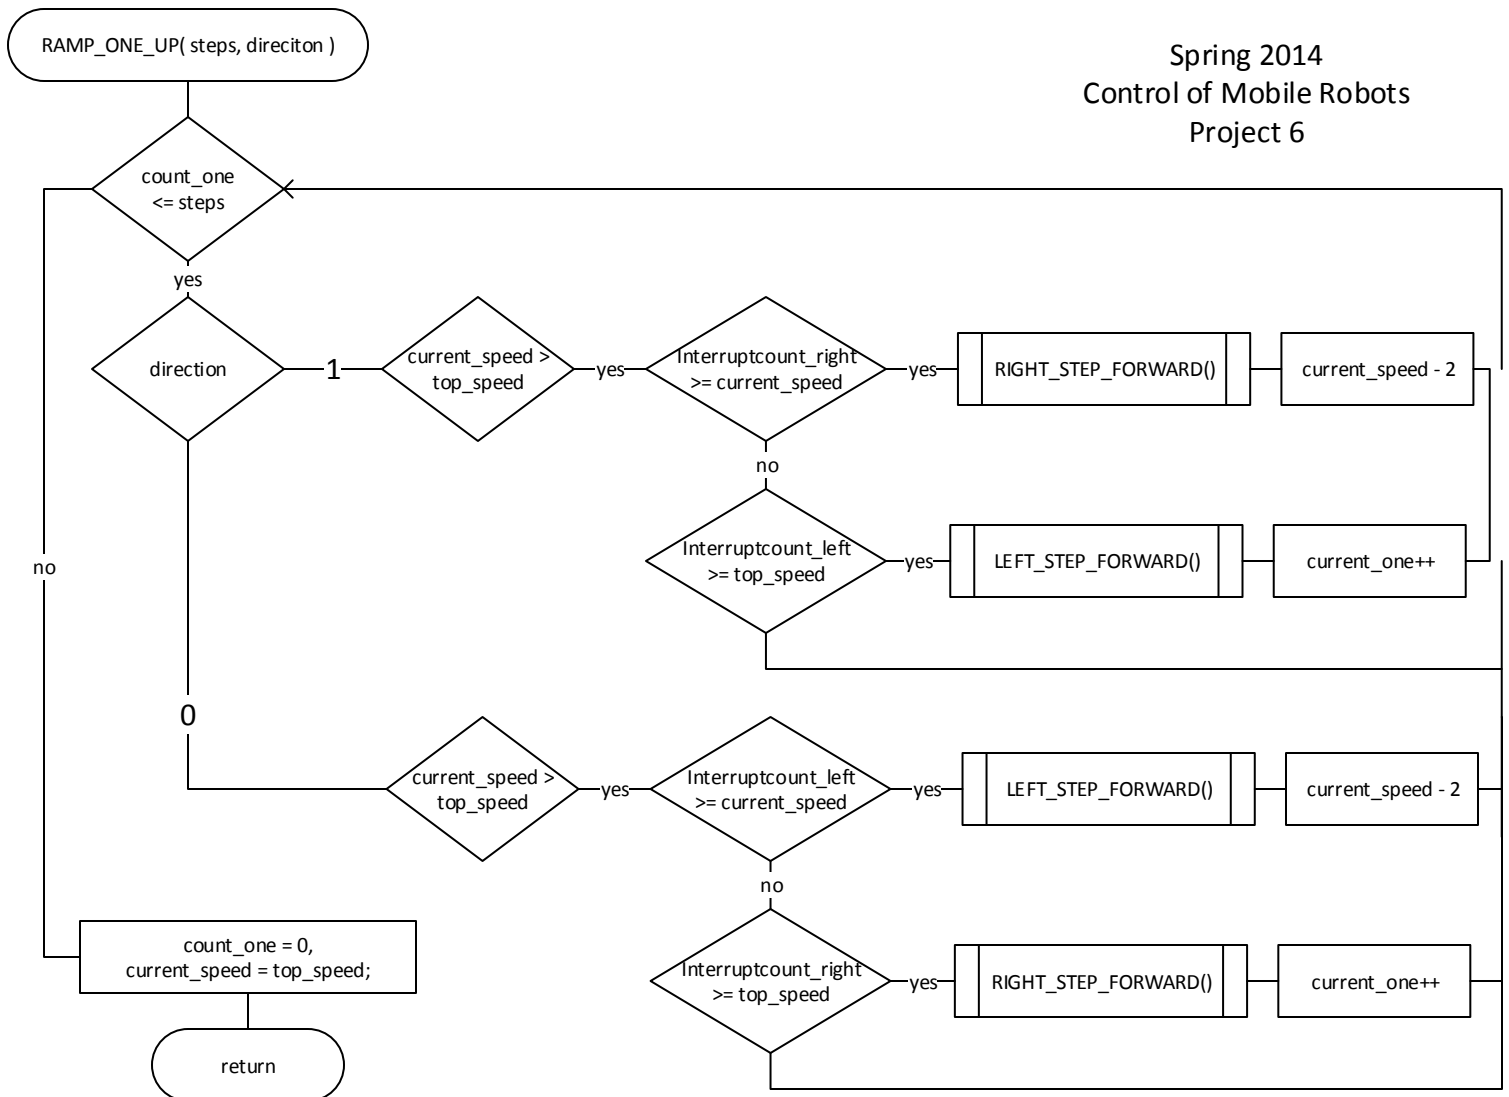 RAMP_ONE_UP( steps, direciton )
Spring 2014
Control of Mobile Robots
Project 6
count_one
<= steps
yes
direction
1
current_speed >
top_speed
yes
Interruptcount_right
>= current_speed
yes
RIGHT_STEP_FORWARD()
current_speed - 2
no
Interruptcount_left
>= top_speed
yes
LEFT_STEP_FORWARD()
current_one++
no
0
current_speed >
top_speed
yes
Interruptcount_left
>= current_speed
yes
LEFT_STEP_FORWARD()
current_speed - 2
no
Interruptcount_right
>= top_speed
yes
RIGHT_STEP_FORWARD()
current_one++
count_one = 0,
current_speed = top_speed;
return